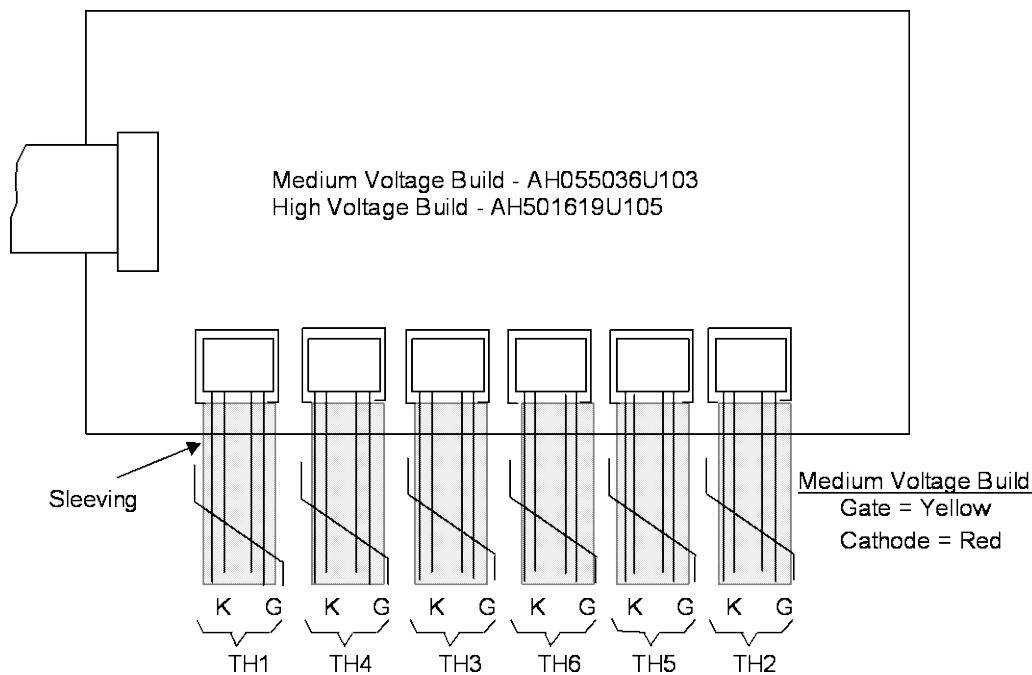 Medium Voltage Build - AH055036U103
High Voltage Build - AH501619U105
Sleeving
Medium Voltage Build
Gate = Yellow
Cathode = Red
K G K G K G K G K G K G
TH1 TH4 TH3 TH6 TH5 TH2